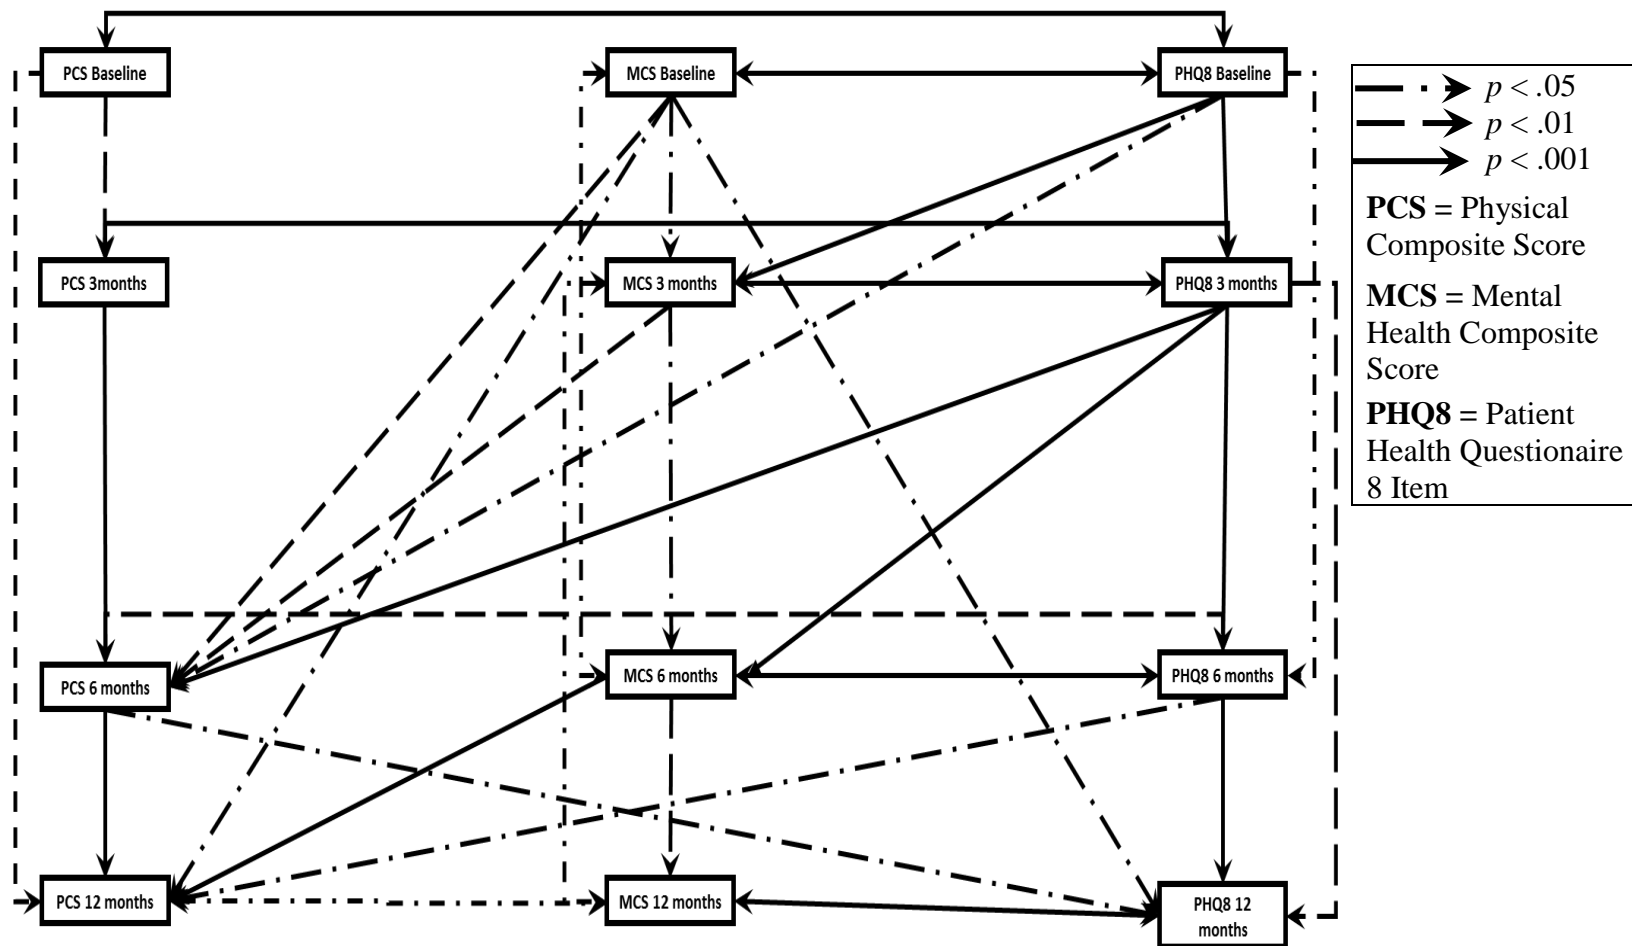 PCS Baseline
MCS Baseline
PHQ8 Baseline
PCS 3months
MCS 3 months
PHQ8 3 months
PCS 6 months
MCS 6 months
PHQ8 6 months
PCS 12 months
MCS 12 months
PHQ8 12
months
p < .05
p < .01
p < .001
PCS = Physical
Composite Score
MCS = Mental
Health Composite
Score
PHQ8 = Patient
Health Questionaire
8 Item